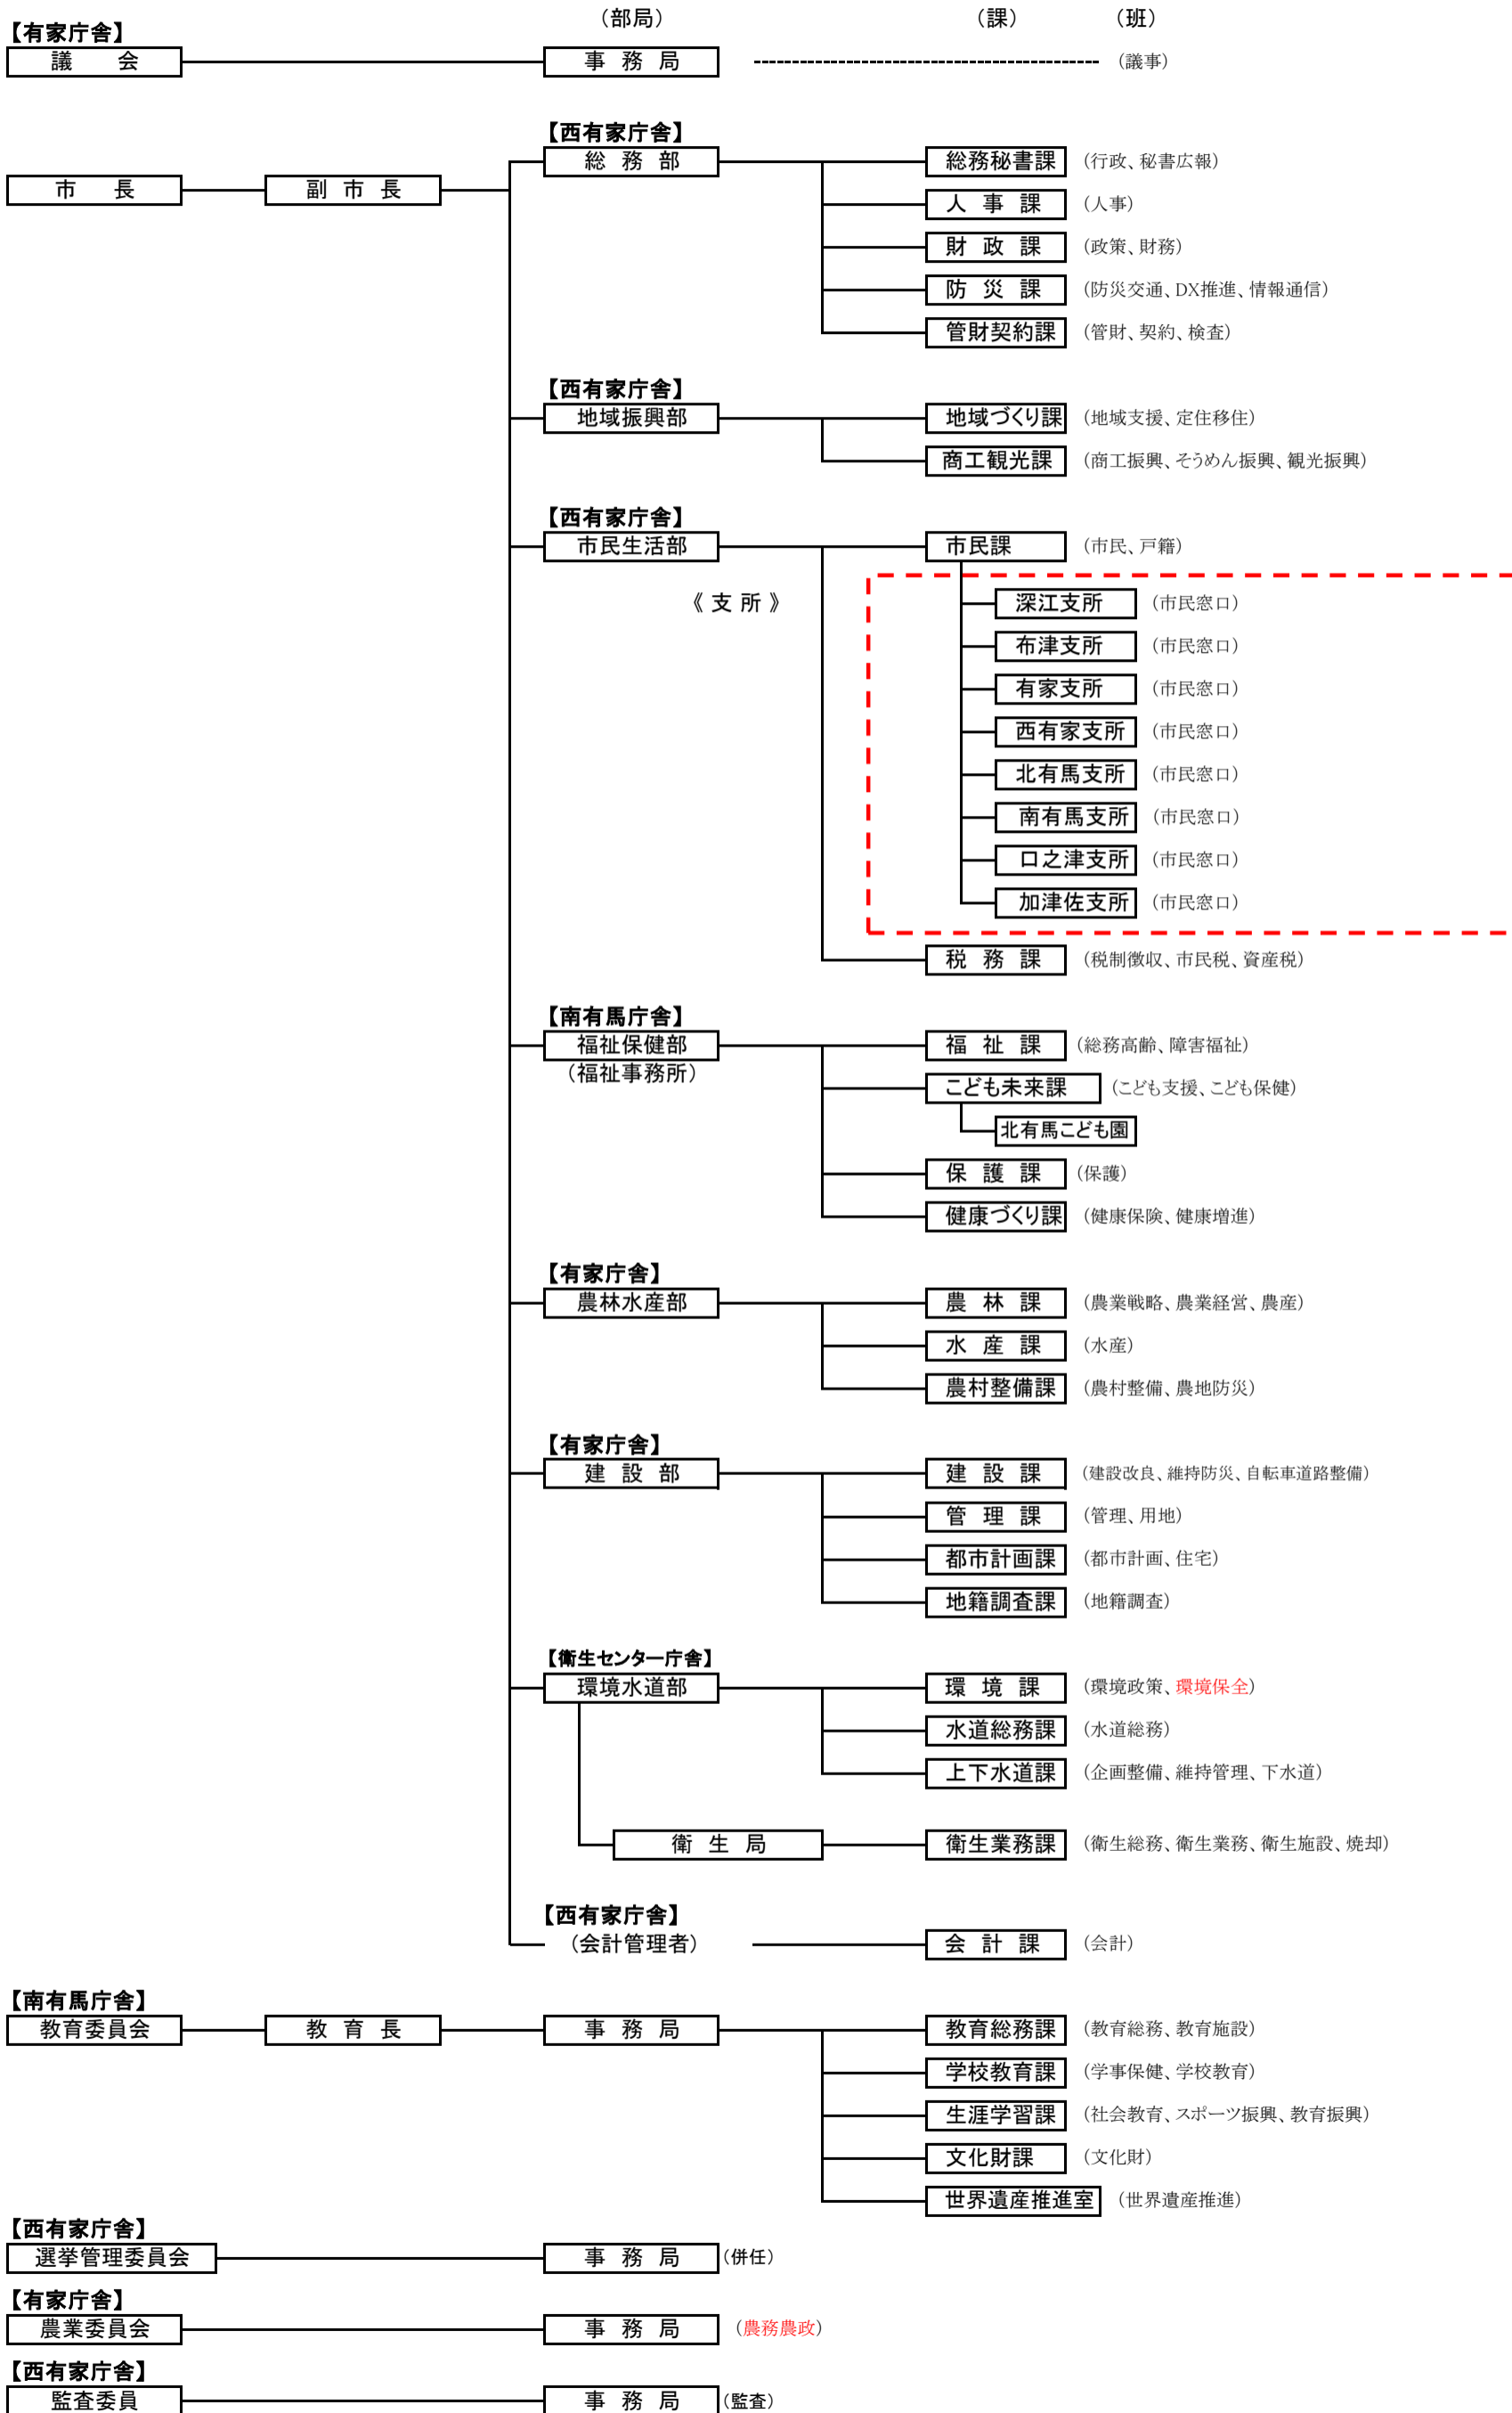 （部局） （課） （班）
【有家庁舎】
議 会 事 務 局 （議事）
【西有家庁舎】
総 務 部 総務秘書課 （行政、秘書広報）
市 長 副 市 長
人 事 課 （人事）
財 政 課 （政策、財務）
防 災 課 （防災交通、DX推進、情報通信）
管財契約課 （管財、契約、検査）
【西有家庁舎】
地域振興部 地域づくり課 （地域支援、定住移住）
商工観光課 （商工振興、そうめん振興、観光振興）
【西有家庁舎】
市民生活部 市民課 （市民、戸籍）
《 支 所 》 深江支所 （市民窓口）
布津支所 （市民窓口）
有家支所 （市民窓口）
西有家支所 （市民窓口）
北有馬支所 （市民窓口）
南有馬支所 （市民窓口）
口之津支所 （市民窓口）
加津佐支所 （市民窓口）
税 務 課 （税制徴収、市民税、資産税）
【南有馬庁舎】
福祉保健部 福 祉 課 （総務高齢、障害福祉）
（福祉事務所）
こども未来課 （こども支援、こども保健）
北有馬こども園
保 護 課 （保護）
健康づくり課 （健康保険、健康増進）
【有家庁舎】
農林水産部 農 林 課 （農業戦略、農業経営、農産）
水 産 課 （水産）
農村整備課 （農村整備、農地防災）
【有家庁舎】
建 設 部 建 設 課 （建設改良、維持防災、自転車道路整備）
管 理 課 （管理、用地）
都市計画課 （都市計画、住宅）
地籍調査課 （地籍調査）
【衛生センター庁舎】
環境水道部 環 境 課 （環境政策、環境保全）
水道総務課 （水道総務）
上下水道課 （企画整備、維持管理、下水道）
衛 生 局 衛生業務課 （衛生総務、衛生業務、衛生施設、焼却）
【西有家庁舎】
（会計管理者） 会 計 課 （会計）
【南有馬庁舎】
教育委員会 教 育 長 事 務 局 教育総務課 （教育総務、教育施設）
学校教育課 （学事保健、学校教育）
生涯学習課 （社会教育、スポーツ振興、教育振興）
文化財課 （文化財）
世界遺産推進室 （世界遺産推進）
【西有家庁舎】
選挙管理委員会 事 務 局 （併任）
【有家庁舎】
農業委員会 事 務 局 （農務農政）
【西有家庁舎】
監査委員 事 務 局 （監査）